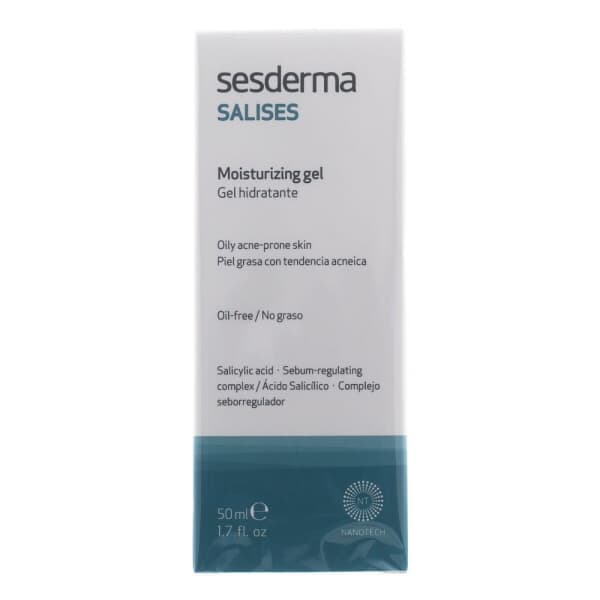 sesderma
SALISES
Moisturizing gel
Gel hidratante
Oily acne-prone skin
Piel grasa con tendencia acneica
Oil-free / No graso
Salicylic acid · Sebum-regulating
complex / Ácido Salicílico · Complejo
seborregulador
50 ml ℮
1.7 fl. oz
NT
NANOTECH